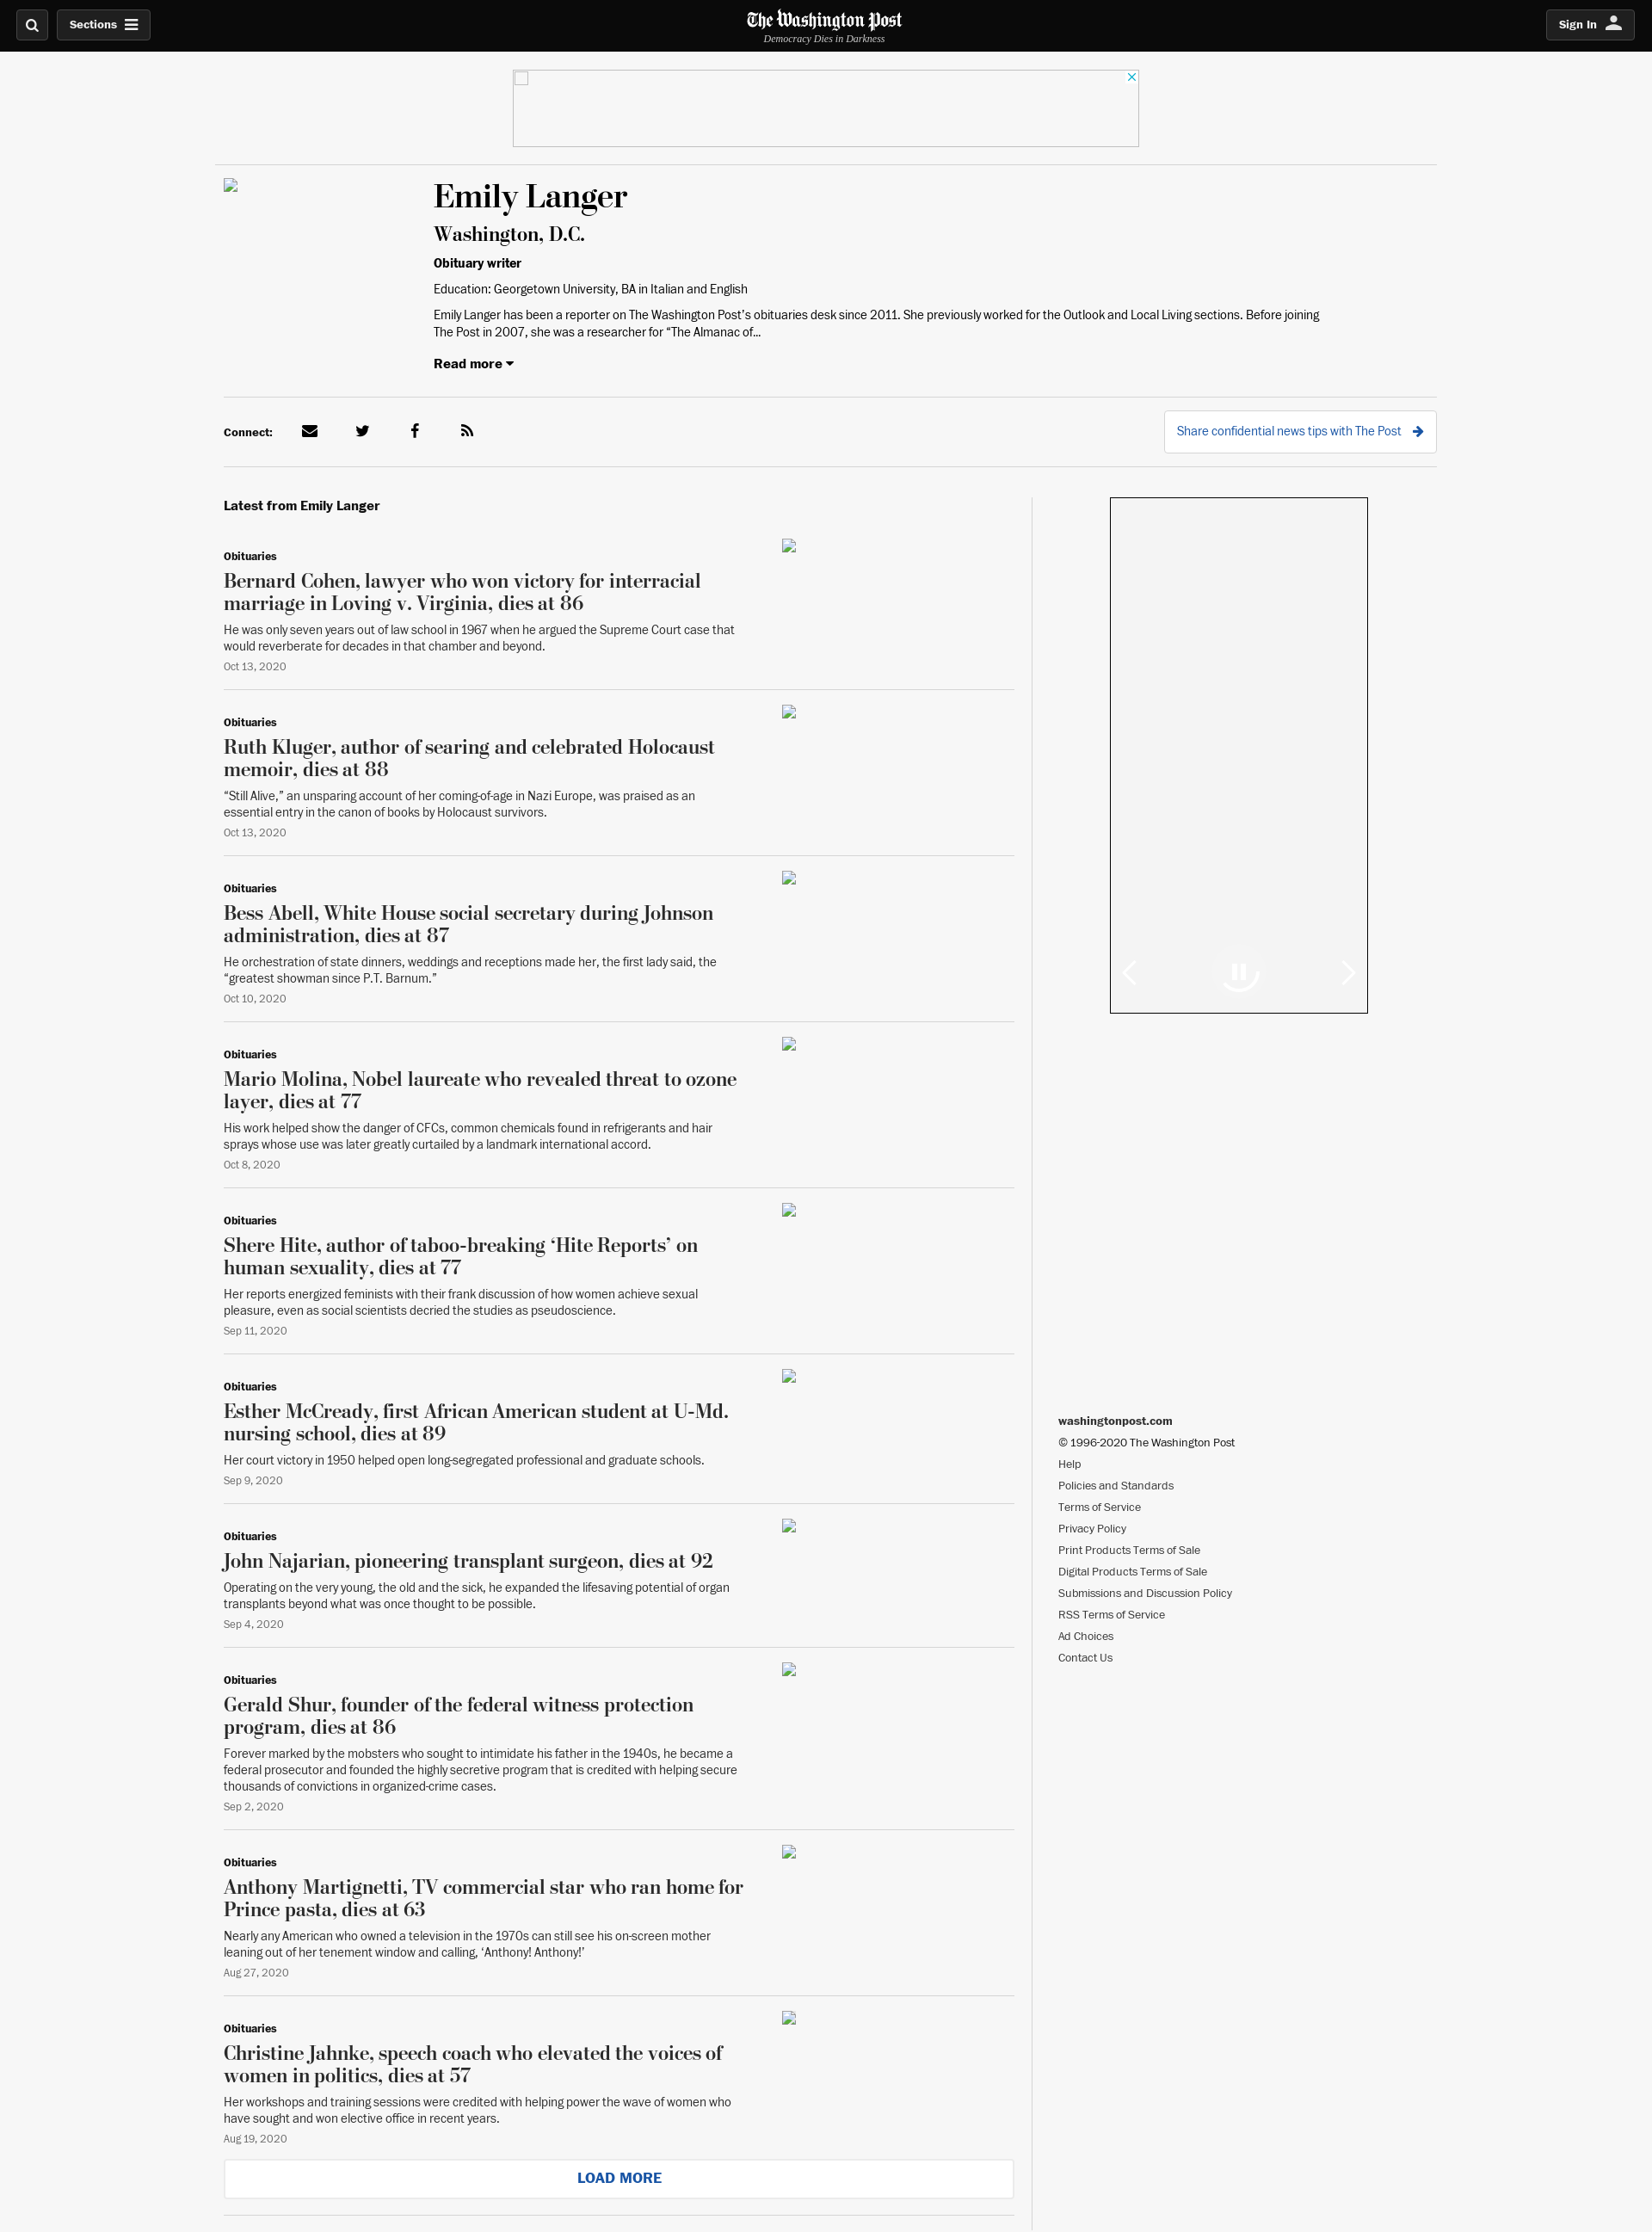 Sections
The Washington Post
Democracy Dies in Darkness
Sign In
Emily Langer
Washington, D.C.
Obituary writer
Education: Georgetown University, BA in Italian and English
Emily Langer has been a reporter on The Washington Post’s obituaries desk since 2011. She previously worked for the Outlook and Local Living sections. Before joining
The Post in 2007, she was a researcher for “The Almanac of...
Read more
Connect:
Share confidential news tips with The Post
Latest from Emily Langer
Obituaries
Bernard Cohen, lawyer who won victory for interracial
marriage in Loving v. Virginia, dies at 86
He was only seven years out of law school in 1967 when he argued the Supreme Court case that
would reverberate for decades in that chamber and beyond.
Oct 13, 2020
Obituaries
Ruth Kluger, author of searing and celebrated Holocaust
memoir, dies at 88
“Still Alive,” an unsparing account of her coming-of-age in Nazi Europe, was praised as an
essential entry in the canon of books by Holocaust survivors.
Oct 13, 2020
Obituaries
Bess Abell, White House social secretary during Johnson
administration, dies at 87
He orchestration of state dinners, weddings and receptions made her, the first lady said, the
“greatest showman since P.T. Barnum.”
Oct 10, 2020
Obituaries
Mario Molina, Nobel laureate who revealed threat to ozone
layer, dies at 77
His work helped show the danger of CFCs, common chemicals found in refrigerants and hair
sprays whose use was later greatly curtailed by a landmark international accord.
Oct 8, 2020
Obituaries
Shere Hite, author of taboo-breaking ‘Hite Reports’ on
human sexuality, dies at 77
Her reports energized feminists with their frank discussion of how women achieve sexual
pleasure, even as social scientists decried the studies as pseudoscience.
Sep 11, 2020
Obituaries
Esther McCready, first African American student at U-Md.
nursing school, dies at 89
Her court victory in 1950 helped open long-segregated professional and graduate schools.
Sep 9, 2020
Obituaries
John Najarian, pioneering transplant surgeon, dies at 92
Operating on the very young, the old and the sick, he expanded the lifesaving potential of organ
transplants beyond what was once thought to be possible.
Sep 4, 2020
Obituaries
Gerald Shur, founder of the federal witness protection
program, dies at 86
Forever marked by the mobsters who sought to intimidate his father in the 1940s, he became a
federal prosecutor and founded the highly secretive program that is credited with helping secure
thousands of convictions in organized-crime cases.
Sep 2, 2020
Obituaries
Anthony Martignetti, TV commercial star who ran home for
Prince pasta, dies at 63
Nearly any American who owned a television in the 1970s can still see his on-screen mother
leaning out of her tenement window and calling, ‘Anthony! Anthony!’
Aug 27, 2020
Obituaries
Christine Jahnke, speech coach who elevated the voices of
women in politics, dies at 57
Her workshops and training sessions were credited with helping power the wave of women who
have sought and won elective office in recent years.
Aug 19, 2020
LOAD MORE
washingtonpost.com
© 1996-2020 The Washington Post
Help
Policies and Standards
Terms of Service
Privacy Policy
Print Products Terms of Sale
Digital Products Terms of Sale
Submissions and Discussion Policy
RSS Terms of Service
Ad Choices
Contact Us